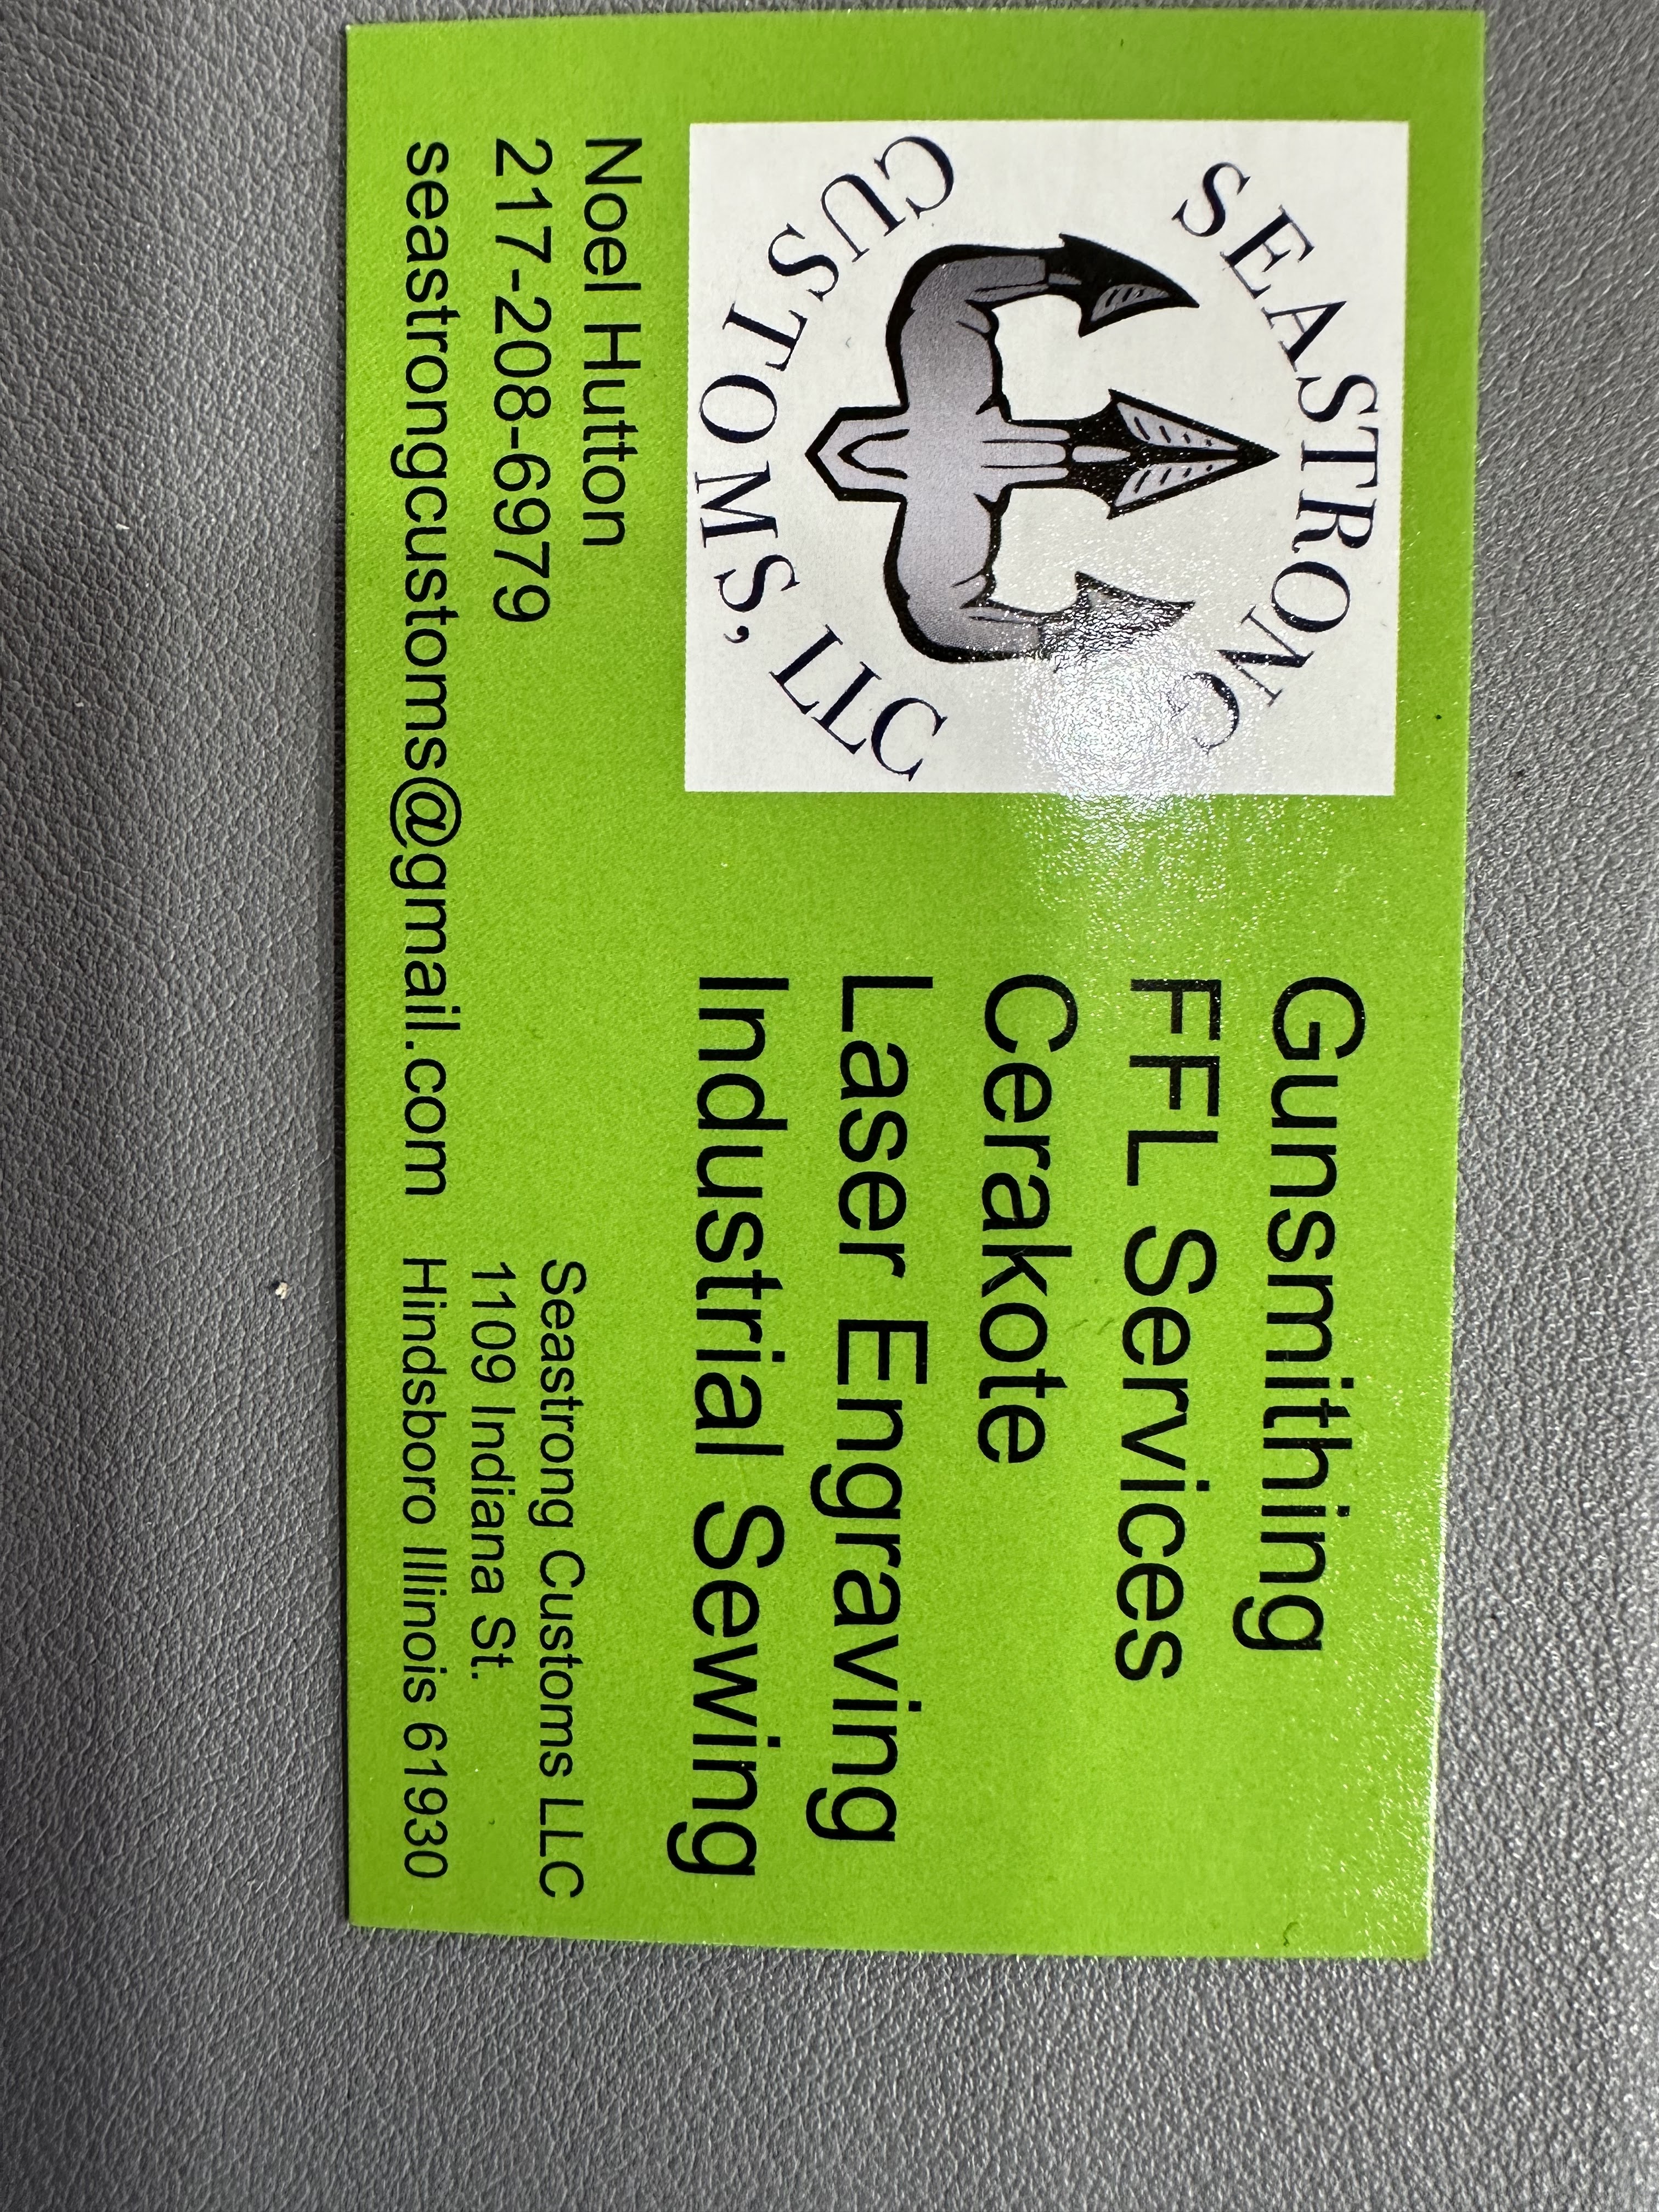 SEASTRONG
CUSTOMS, LLC
Gunsmithing
FFL Services
Cerakote
Laser Engraving
Industrial Sewing
Noel Hutton
217-208-6979
seastrongcustoms@gmail.com
Seastrong Customs LLC
1109 Indiana St.
Hindsboro Illinois 61930